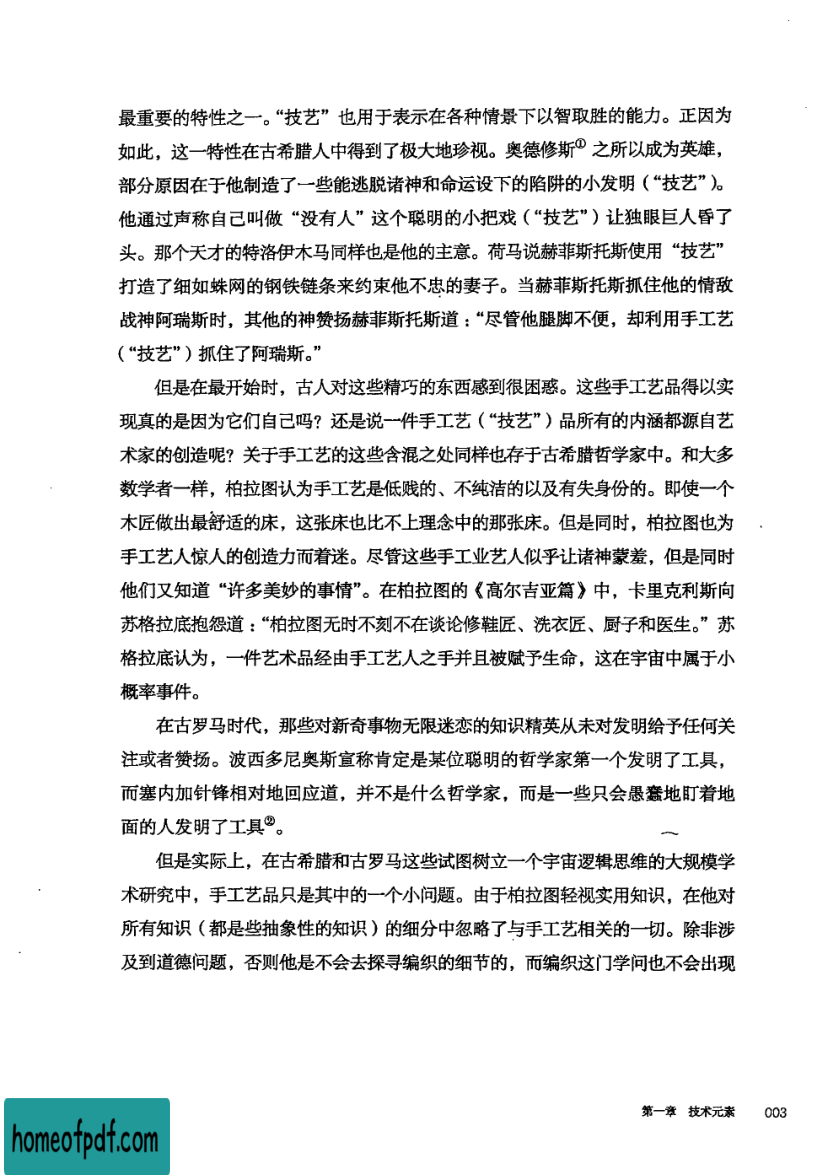 最重要的特性之一。“技艺”也用于表示在各种情景下以智取胜的能力。正因为
如此，这一特性在古希腊人中得到了极大地珍视。奥德修斯① 之所以成为英雄，
部分原因在于他制造了一些能逃脱诸神和命运设下的陷阱的小发明（“技艺”）。
他通过声称自己叫做“没有人”这个聪明的小把戏（“技艺”）让独眼巨人昏了
头。那个天才的特洛伊木马同样也是他的主意。荷马说赫菲斯托斯使用“技艺”
打造了细如蛛网的钢铁链条来约束他不忠的妻子。当赫菲斯托斯抓住他的情敌
战神阿瑞斯时，其他的神赞扬赫菲斯托斯道：“尽管他腿脚不便，却利用手工艺
（“技艺”）抓住了阿瑞斯。”
但是在最开始时，古人对这些精巧的东西感到很困惑。这些手工艺品得以实
现真的是因为它们自己吗？还是说一件手工艺（“技艺”）品所有的内涵都源自艺
术家的创造呢？关于手工艺的这些含混之处同样也存于古希腊哲学家中。和大多
数学者一样，柏拉图认为手工艺是低贱的、不纯洁的以及有失身份的。即使一个
木匠做出最舒适的床，这张床也比不上理念中的那张床。但是同时，柏拉图也为
手工艺人惊人的创造力而着迷。尽管这些手工业艺人似乎让诸神蒙羞，但是同时
他们又知道“许多美妙的事情”。在柏拉图的《高尔吉亚篇》中，卡里克利斯向
苏格拉底抱怨道：“柏拉图无时不刻不在谈论修鞋匠、洗衣匠、厨子和医生。”苏
格拉底认为，一件艺术品经由手工艺人之手并且被赋予生命，这在宇宙中属于小
概率事件。
在古罗马时代，那些对新奇事物无限迷恋的知识精英从未对发明给予任何关
注或者赞扬。波西多尼奥斯宣称肯定是某位聪明的哲学家第一个发明了工具，
而塞内加针锋相对地回应道，并不是什么哲学家，而是一些只会愚蠢地盯着地
面的人发明了工具②。
但是实际上，在古希腊和古罗马这些试图树立一个宇宙逻辑思维的大规模学
术研究中，手工艺品只是其中的一个小问题。由于柏拉图轻视实用知识，在他对
所有知识（都是些抽象性的知识）的细分中忽略了与手工艺相关的一切。除非涉
及到道德问题，否则他是不会去探寻编织的细节的，而编织这门学问也不会出现
第一章 技术元素 003
homeofpdf.com